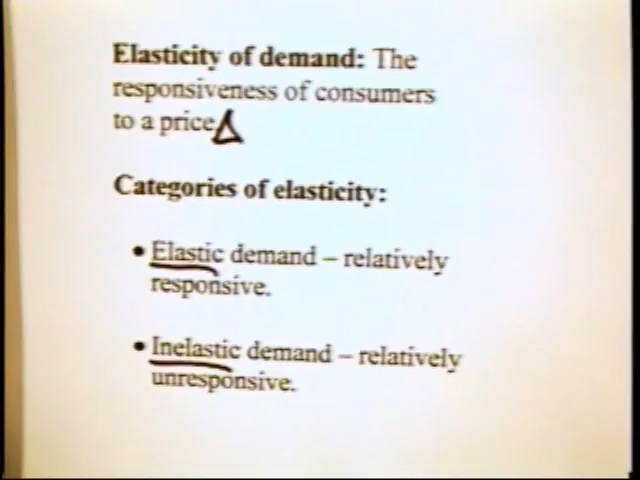 Elasticity of demand: The
responsiveness of consumers
to a price Δ
Categories of elasticity:
• Elastic demand – relatively
responsive.
• Inelastic demand – relatively
unresponsive.